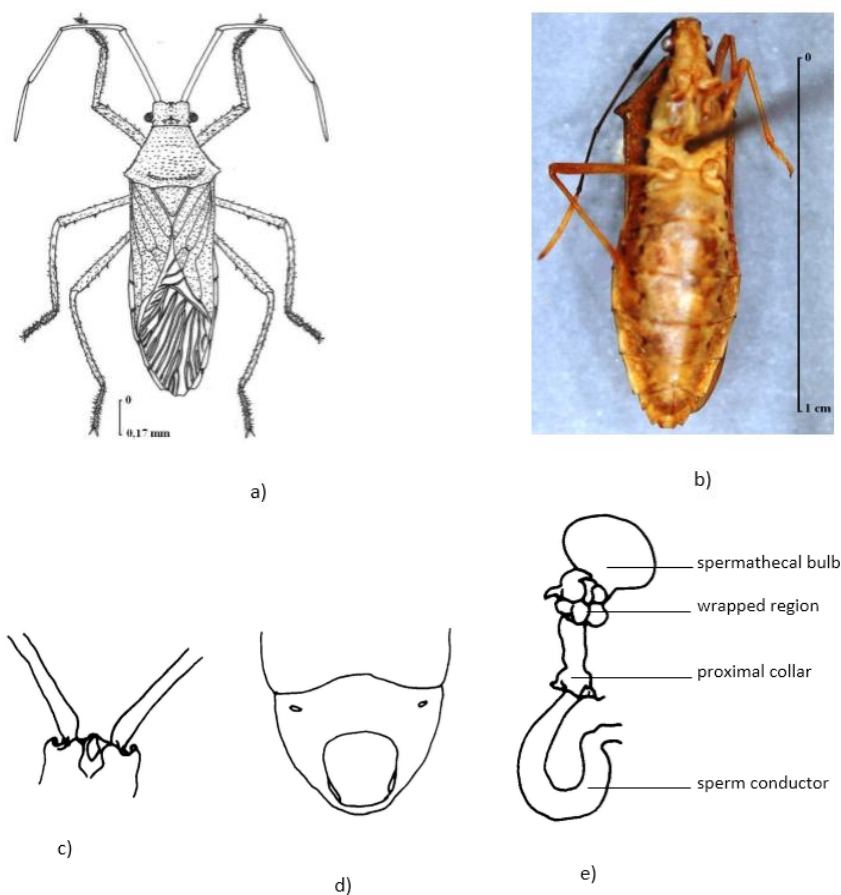 0
0,17 mm
a)
0
1 cm
b)
c)
d)
spermathecal bulb
wrapped region
proximal collar
sperm conductor
e)